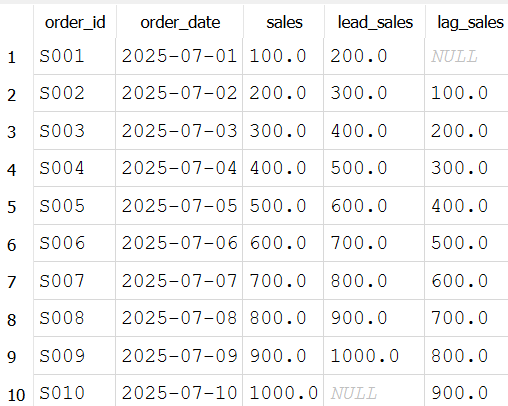 order_id order_date sales lead_sales lag_sales
1 S001 2025-07-01 100.0 200.0 NULL
2 S002 2025-07-02 200.0 300.0 100.0
3 S003 2025-07-03 300.0 400.0 200.0
4 S004 2025-07-04 400.0 500.0 300.0
5 S005 2025-07-05 500.0 600.0 400.0
6 S006 2025-07-06 600.0 700.0 500.0
7 S007 2025-07-07 700.0 800.0 600.0
8 S008 2025-07-08 800.0 900.0 700.0
9 S009 2025-07-09 900.0 1000.0 800.0
10 S010 2025-07-10 1000.0 NULL 900.0